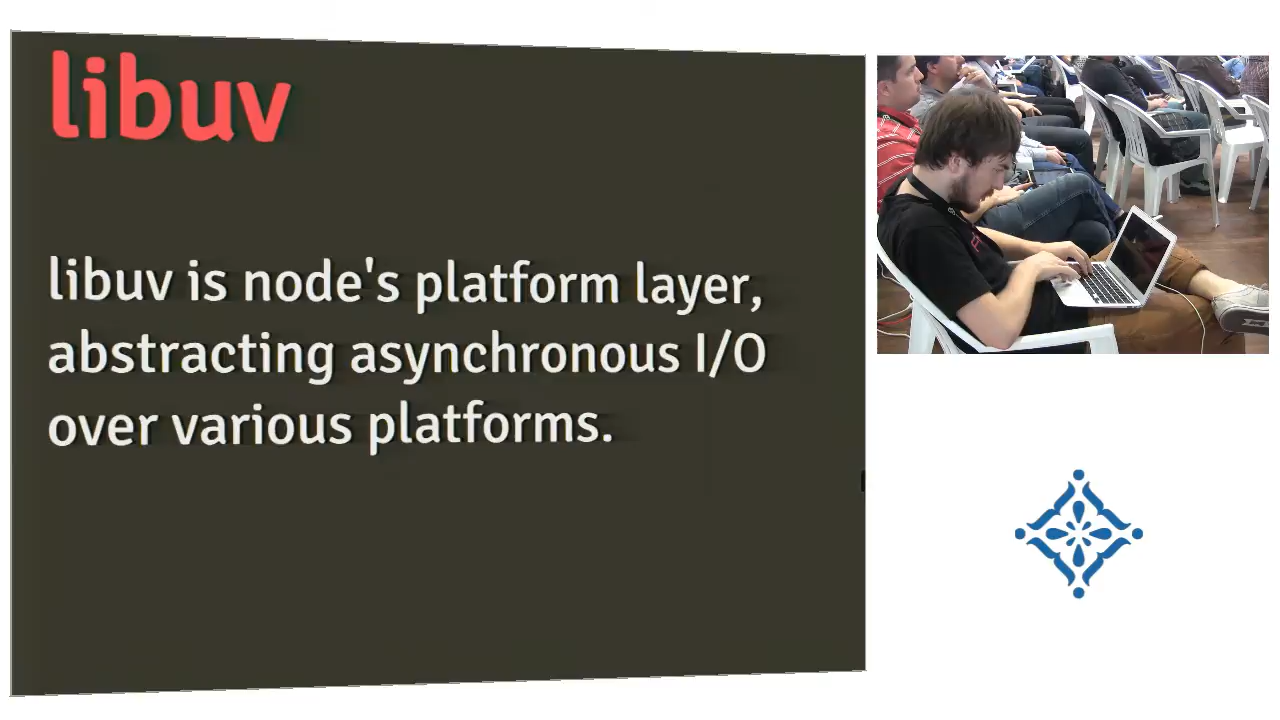 libuv
libuv is node's platform layer,
abstracting asynchronous I/O
over various platforms.